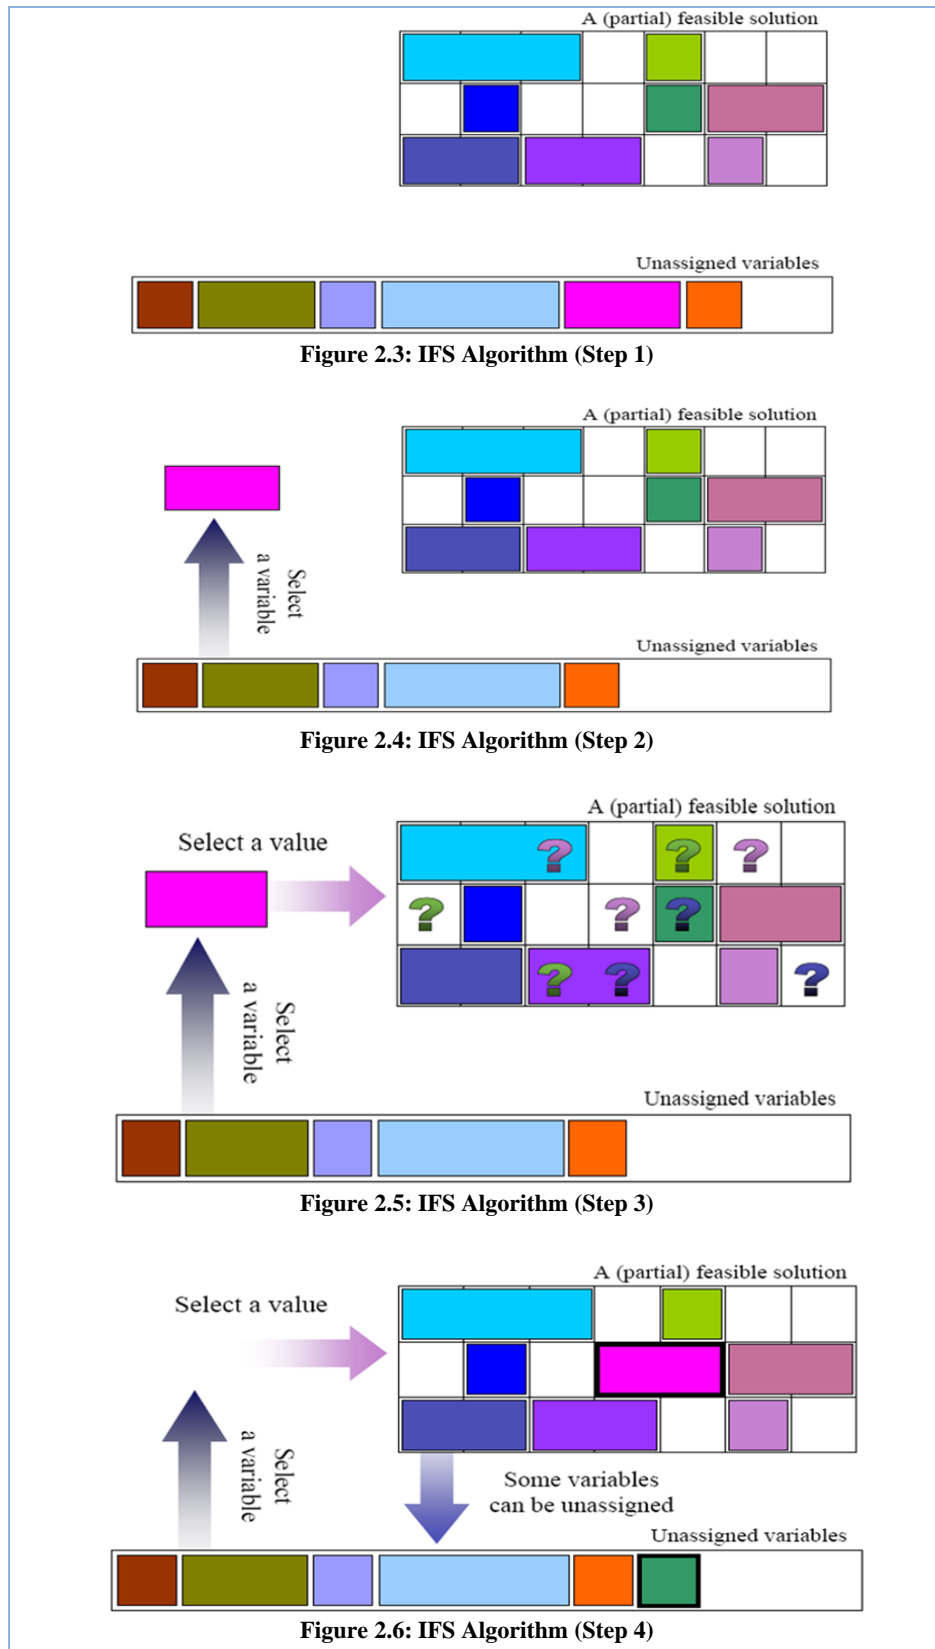 A (partial) feasible solution
Unassigned variables
Figure 2.3: IFS Algorithm (Step 1)
A (partial) feasible solution
Select
a variable
Unassigned variables
Figure 2.4: IFS Algorithm (Step 2)
A (partial) feasible solution
Select a value
? ? ?
? ? ?
? ? ?
Select
a variable
Unassigned variables
Figure 2.5: IFS Algorithm (Step 3)
A (partial) feasible solution
Select a value
Select
a variable
Some variables
can be unassigned
Unassigned variables
Figure 2.6: IFS Algorithm (Step 4)